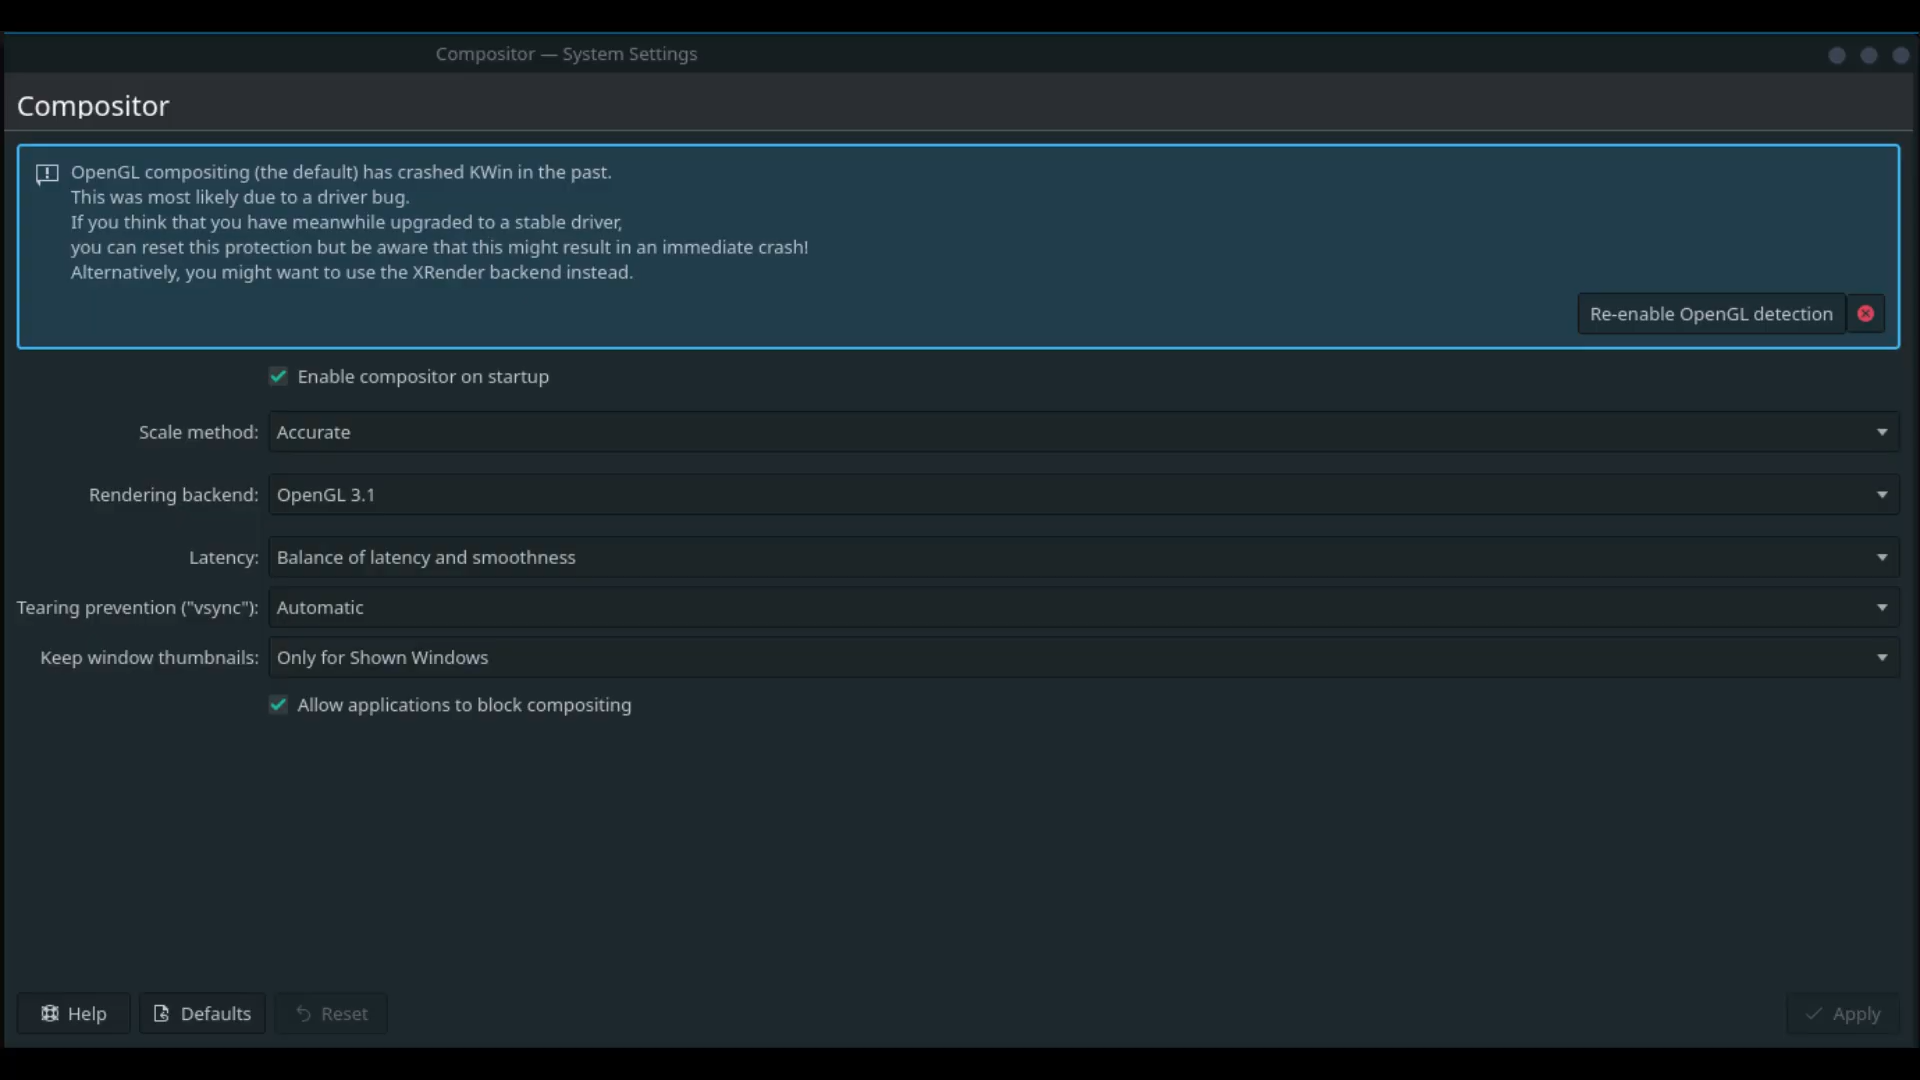 Compositor — System Settings
Compositor
OpenGL compositing (the default) has crashed KWin in the past.
This was most likely due to a driver bug.
If you think that you have meanwhile upgraded to a stable driver,
you can reset this protection but be aware that this might result in an immediate crash!
Alternatively, you might want to use the XRender backend instead.
Re-enable OpenGL detection
Enable compositor on startup
Scale method: Accurate
Rendering backend: OpenGL 3.1
Latency: Balance of latency and smoothness
Tearing prevention ("vsync"): Automatic
Keep window thumbnails: Only for Shown Windows
Allow applications to block compositing
Help Defaults Reset Apply